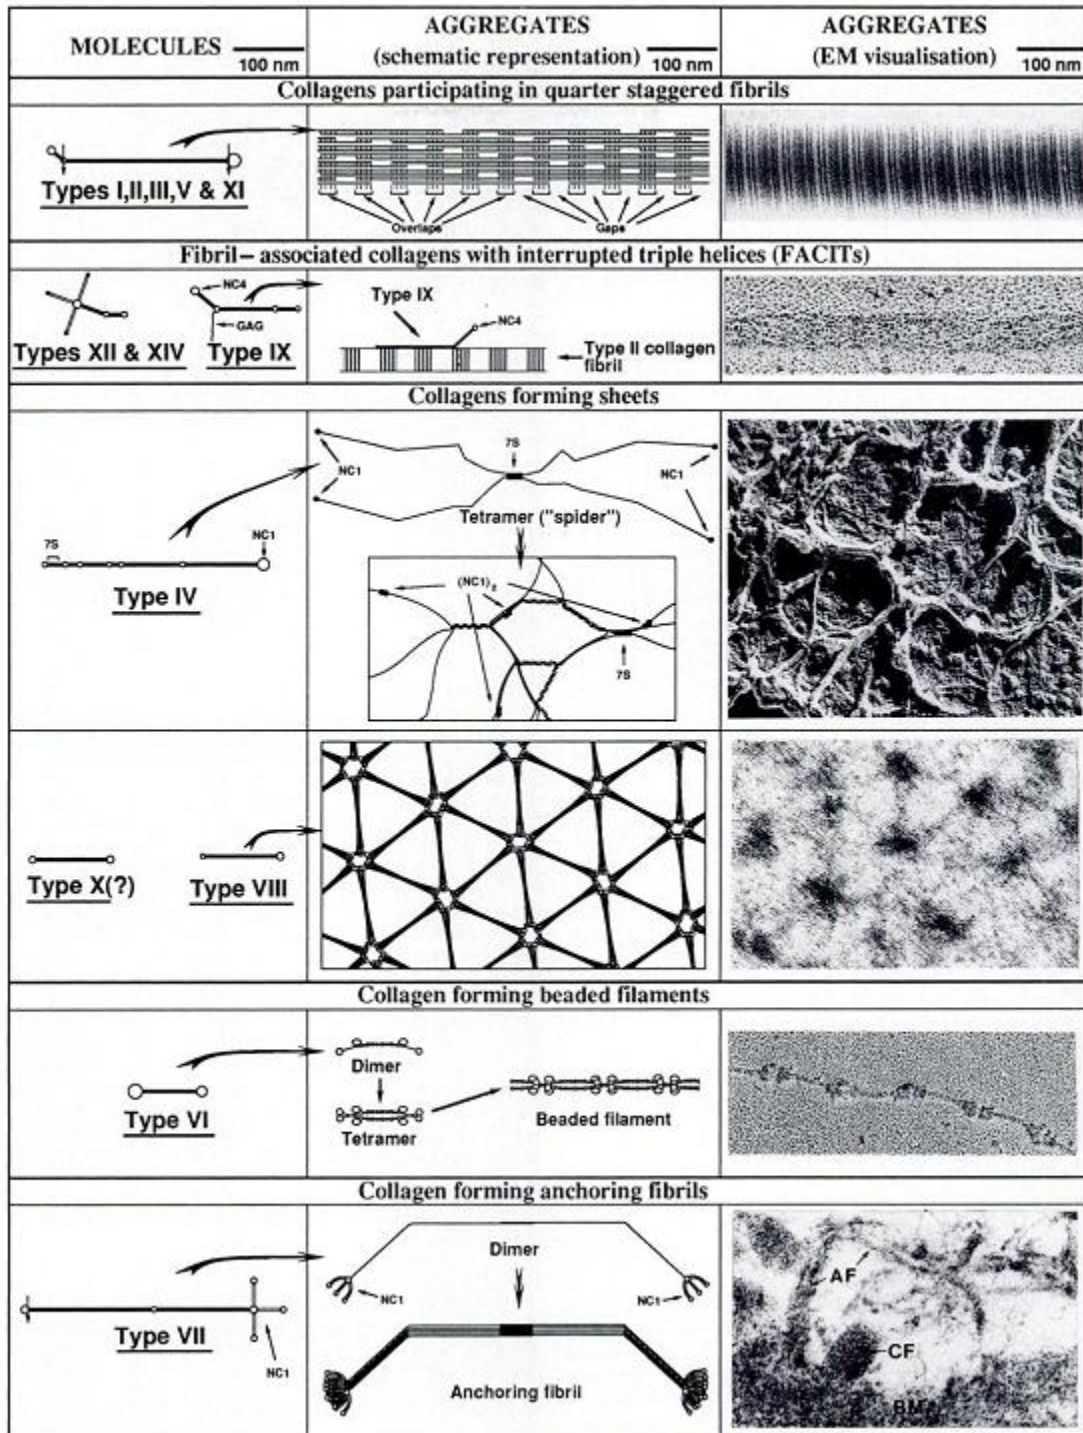 MOLECULES
100 nm
AGGREGATES
(schematic representation)
100 nm
AGGREGATES
(EM visualisation)
100 nm
Collagens participating in quarter staggered fibrils
Types I,II,III,V & XI
Overlaps
Gaps
Fibril–associated collagens with interrupted triple helices (FACITs)
NC4
GAG
Types XII & XIV
Type IX
Type IX
NC4
Type II collagen
fibril
Collagens forming sheets
7S
NC1
Type IV
7S
NC1
NC1
Tetramer ("spider")
(NC1)2
7S
Type X(?)
Type VIII
Collagen forming beaded filaments
Type VI
Dimer
Tetramer
Beaded filament
Collagen forming anchoring fibrils
Type VII
NC1
Dimer
NC1
NC1
Anchoring fibril
AF
CF
BM